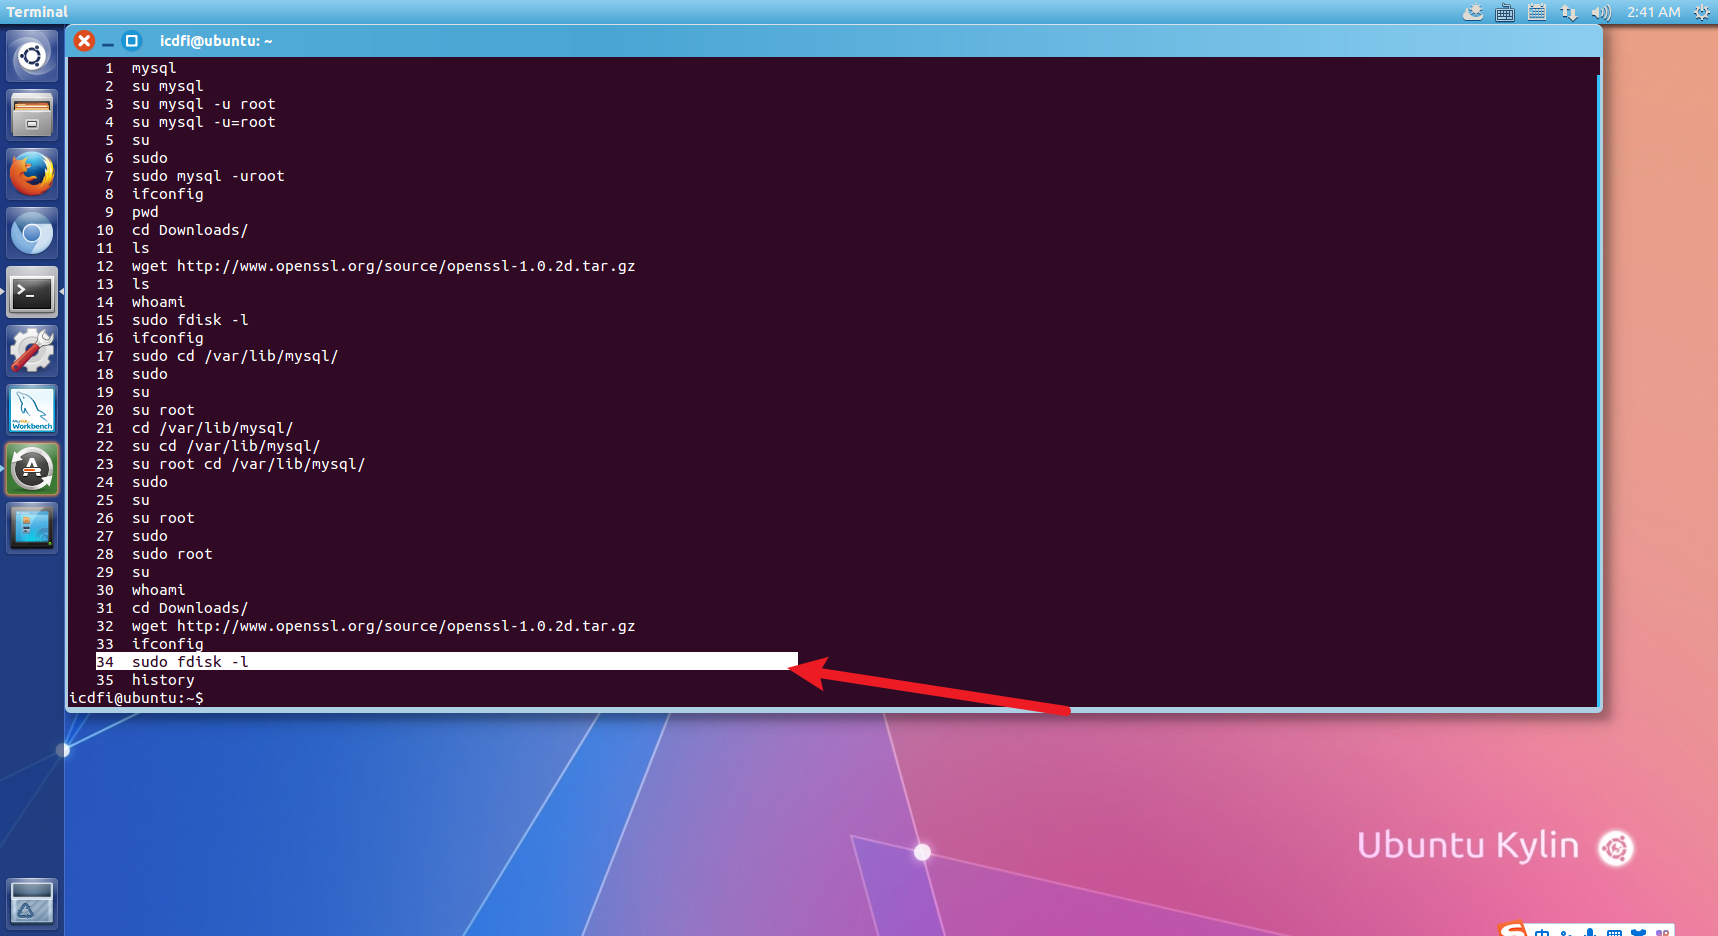 Terminal
2:41 AM
icdfi@ubuntu: ~
1 mysql
2 su mysql
3 su mysql -u root
4 su mysql -u=root
5 su
6 sudo
7 sudo mysql -uroot
8 ifconfig
9 pwd
10 cd Downloads/
11 ls
12 wget http://www.openssl.org/source/openssl-1.0.2d.tar.gz
13 ls
14 whoami
15 sudo fdisk -l
16 ifconfig
17 sudo cd /var/lib/mysql/
18 sudo
19 su
20 su root
21 cd /var/lib/mysql/
22 su cd /var/lib/mysql/
23 su root cd /var/lib/mysql/
24 sudo
25 su
26 su root
27 sudo
28 sudo root
29 su
30 whoami
31 cd Downloads/
32 wget http://www.openssl.org/source/openssl-1.0.2d.tar.gz
33 ifconfig
34 sudo fdisk -l
35 history
icdfi@ubuntu:~$
Workbench
Ubuntu Kylin